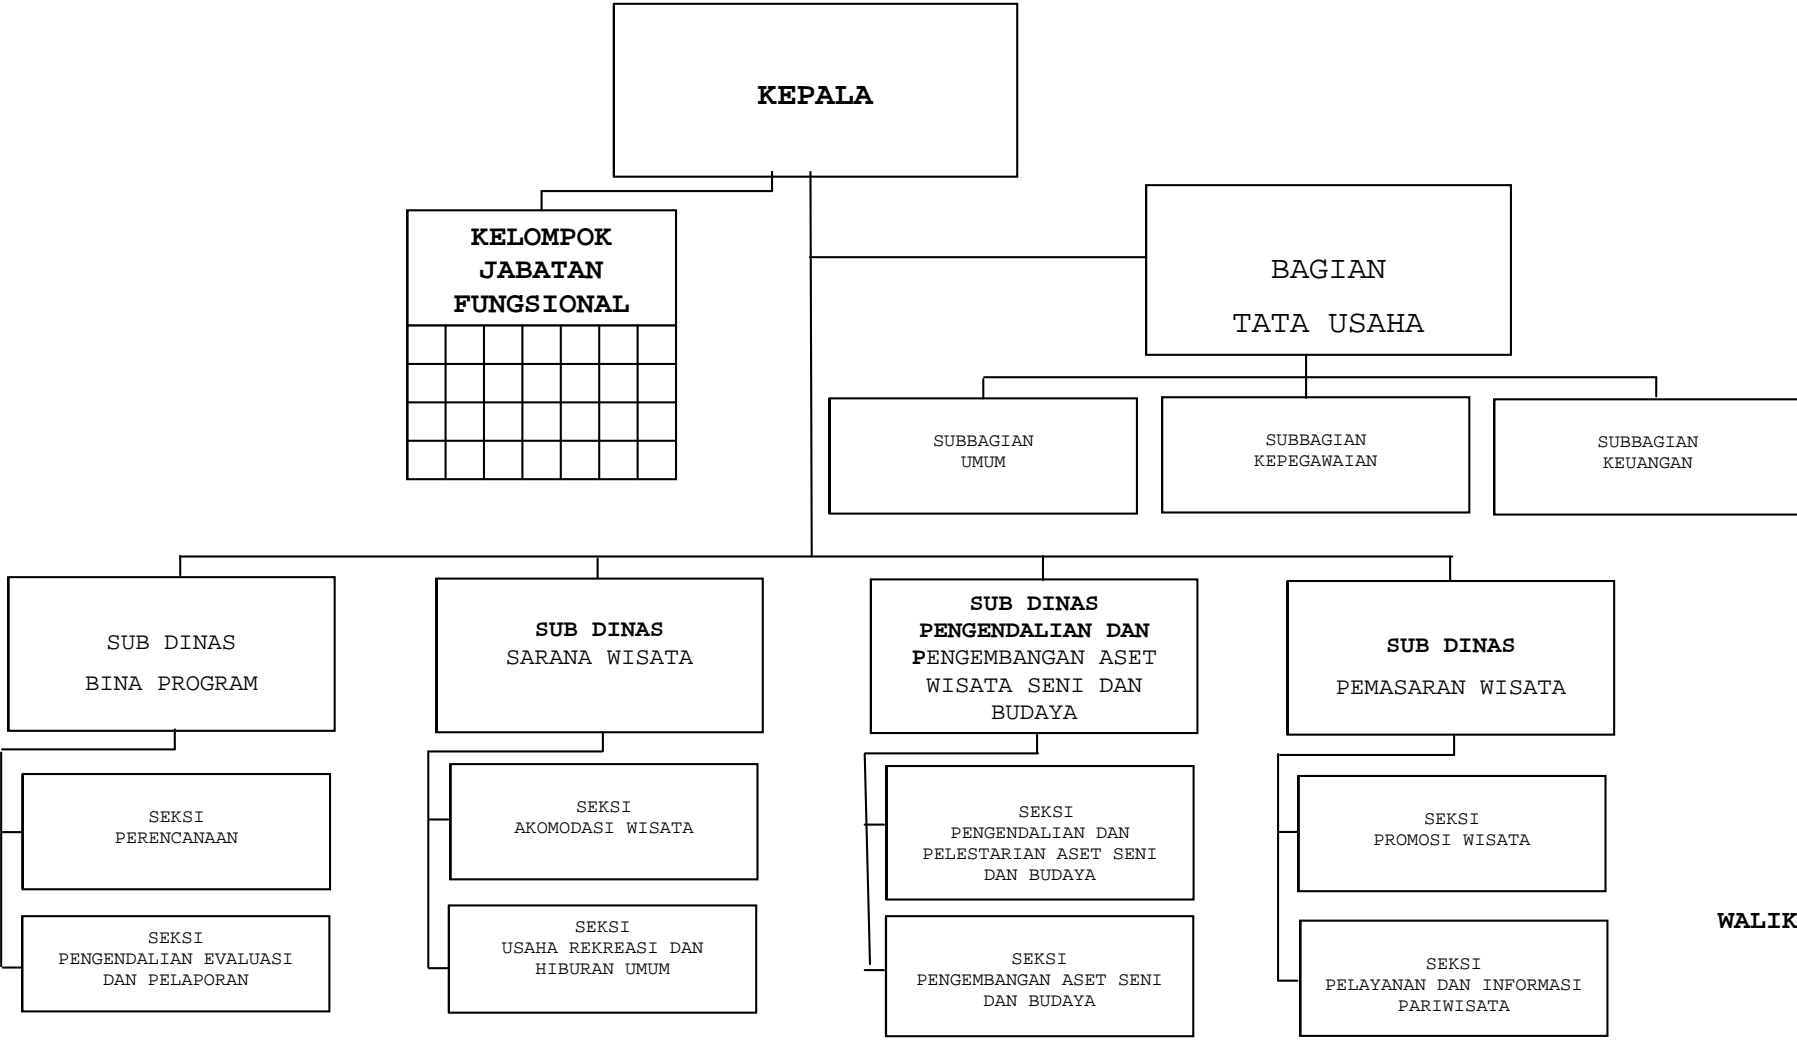 KEPALA
KELOMPOK
JABATAN
FUNGSIONAL
BAGIAN
TATA USAHA
SUBBAGIAN
UMUM
SUBBAGIAN
KEPEGAWAIAN
SUBBAGIAN
KEUANGAN
SUB DINAS
BINA PROGRAM
SUB DINAS
SARANA WISATA
SUB DINAS
PENGENDALIAN DAN
PENGEMBANGAN ASET
WISATA SENI DAN
BUDAYA
SUB DINAS
PEMASARAN WISATA
SEKSI
PERENCANAAN
SEKSI
AKOMODASI WISATA
SEKSI
PENGENDALIAN DAN
PELESTARIAN ASET SENI
DAN BUDAYA
SEKSI
PROMOSI WISATA
SEKSI
PENGENDALIAN EVALUASI
DAN PELAPORAN
SEKSI
USAHA REKREASI DAN
HIBURAN UMUM
SEKSI
PENGEMBANGAN ASET SENI
DAN BUDAYA
SEKSI
PELAYANAN DAN INFORMASI
PARIWISATA
WALIK